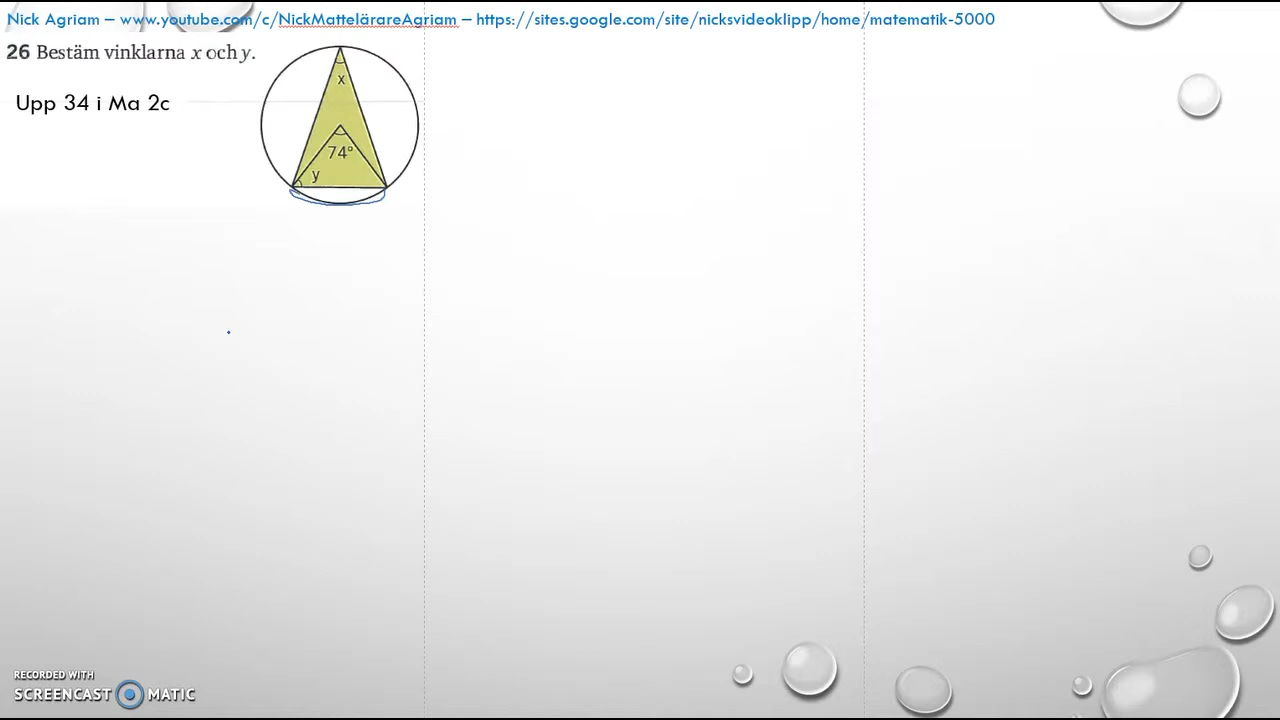 Nick Agriam – www.youtube.com/c/NickMattelärareAgriam – https://sites.google.com/site/nicksvideoklipp/home/matematik-5000
26 Bestäm vinklarna x och y.
Upp 34 i Ma 2c
x
74°
y
RECORDED WITH
SCREENCAST MATIC